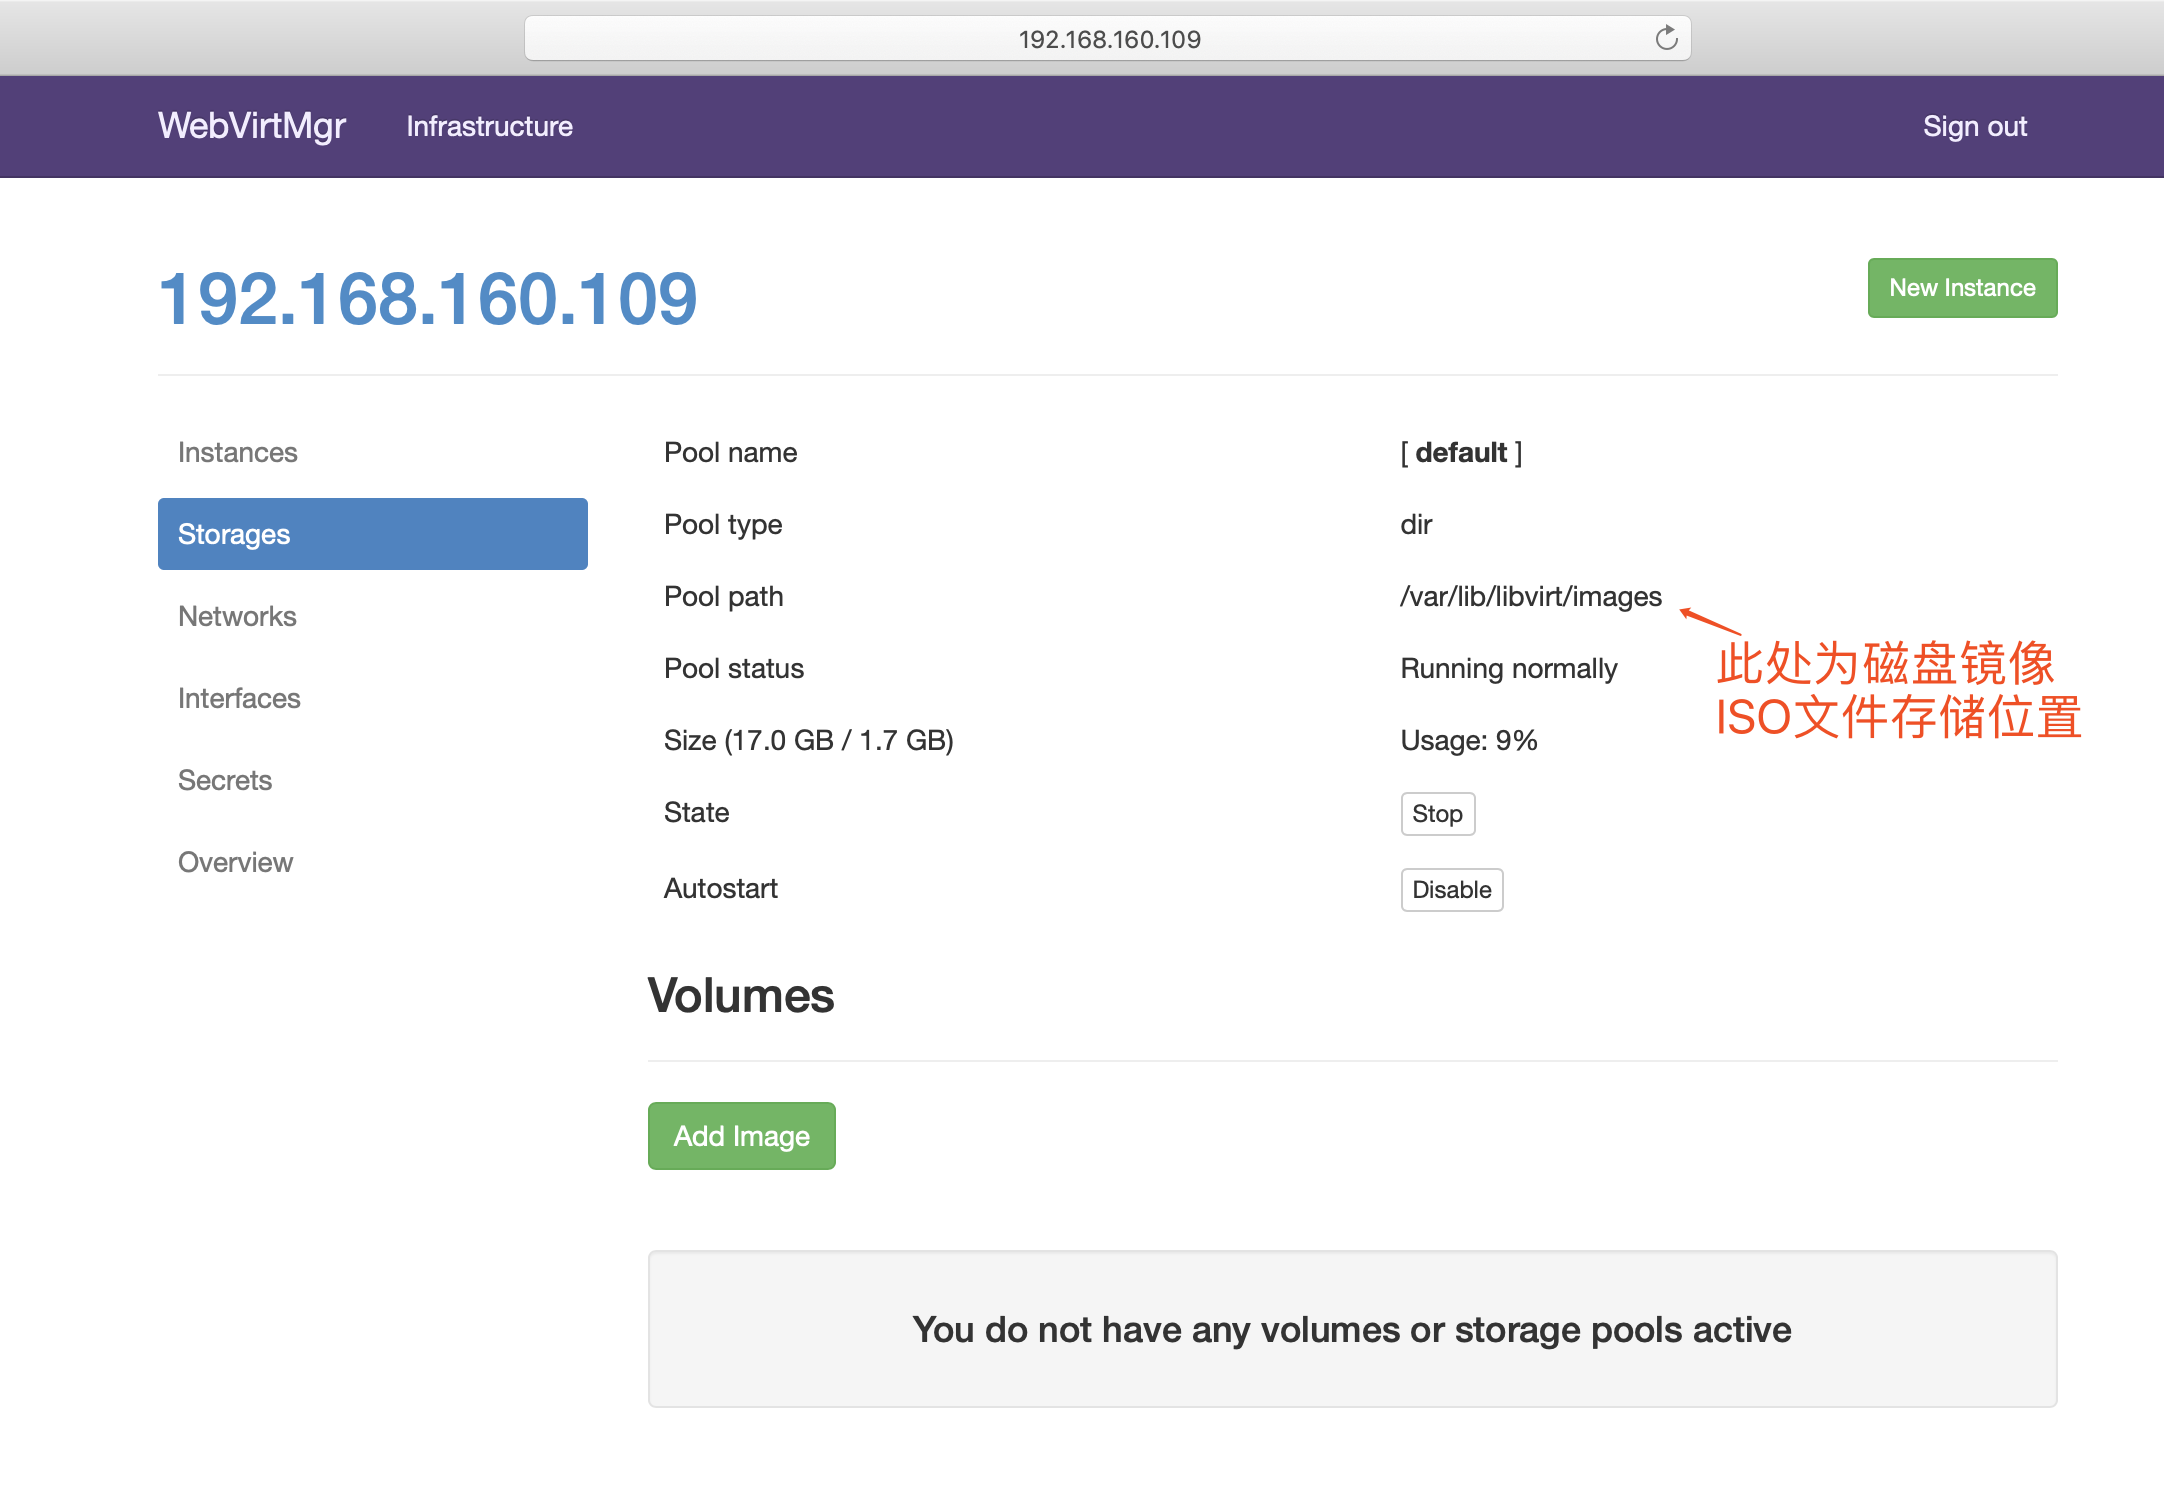 192.168.160.109
WebVirtMgr Infrastructure Sign out
192.168.160.109
New Instance
Instances
Storages
Networks
Interfaces
Secrets
Overview
Pool name [ default ]
Pool type dir
Pool path /var/lib/libvirt/images
Pool status Running normally
Size (17.0 GB / 1.7 GB) Usage: 9%
State Stop
Autostart Disable
此处为磁盘镜像
ISO文件存储位置
Volumes
Add Image
You do not have any volumes or storage pools active